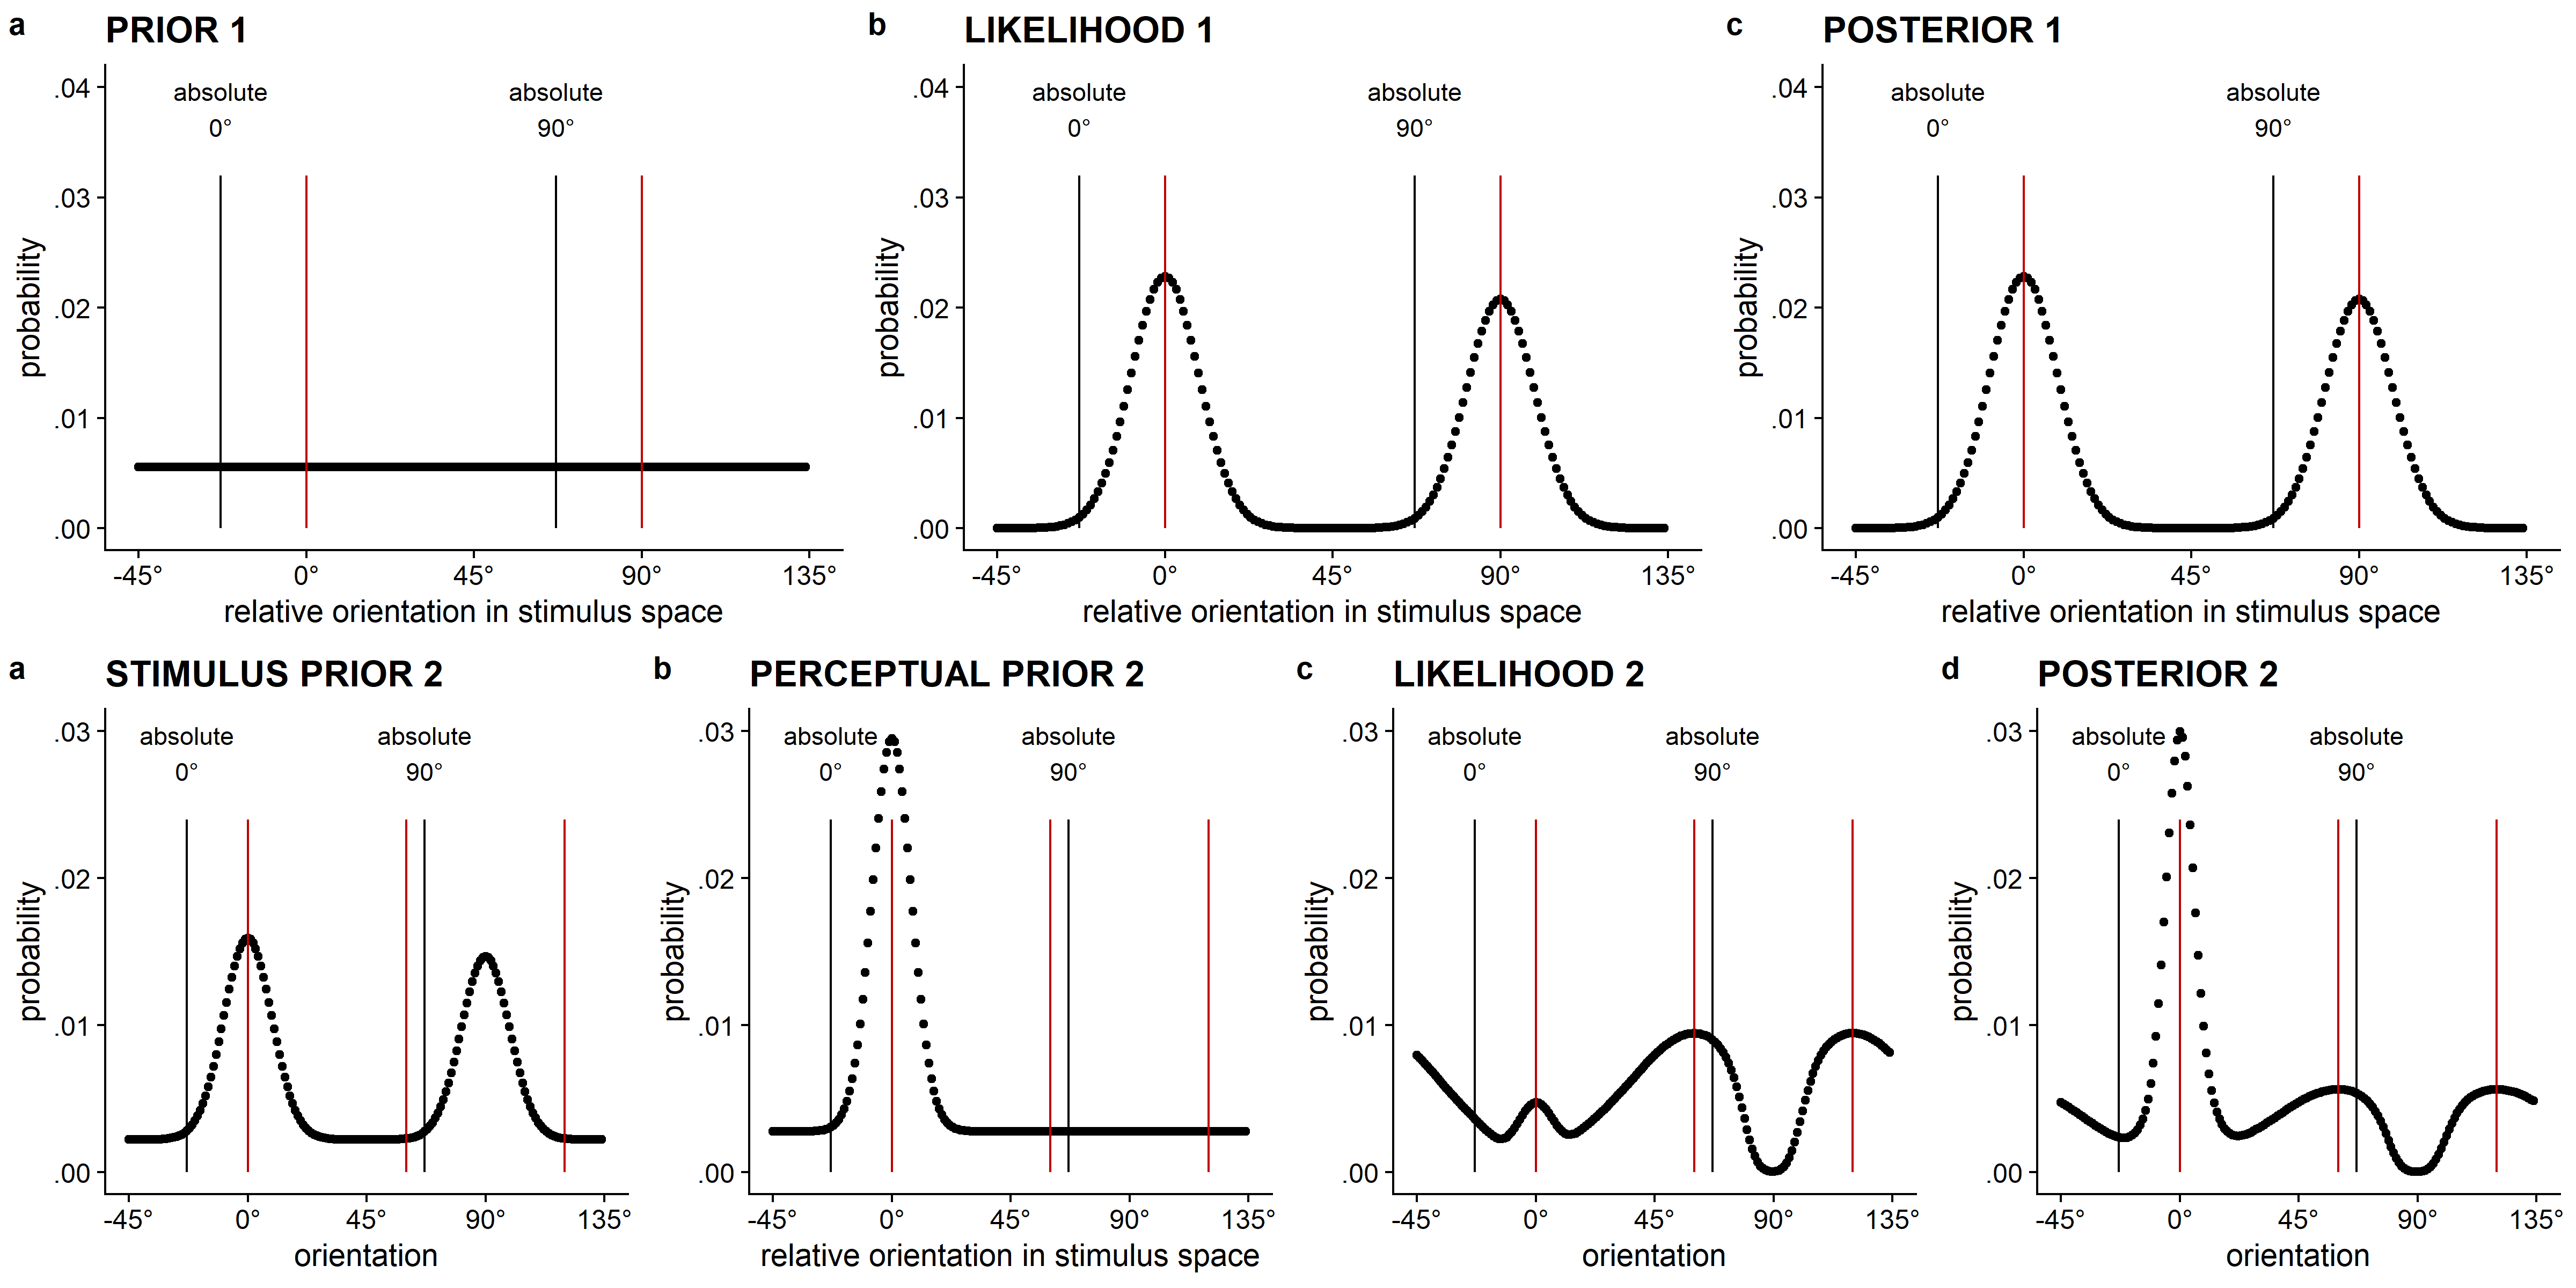 a PRIOR 1
.04
.03
.02
.01
.00
probability
absolute
0°
absolute
90°
-45° 0° 45° 90° 135°
relative orientation in stimulus space
b LIKELIHOOD 1
.04
.03
.02
.01
.00
probability
absolute
0°
absolute
90°
-45° 0° 45° 90° 135°
relative orientation in stimulus space
c POSTERIOR 1
.04
.03
.02
.01
.00
probability
absolute
0°
absolute
90°
-45° 0° 45° 90° 135°
relative orientation in stimulus space
a STIMULUS PRIOR 2
.03
.02
.01
.00
probability
absolute
0°
absolute
90°
-45° 0° 45° 90° 135°
orientation
b PERCEPTUAL PRIOR 2
.03
.02
.01
.00
probability
absolute
0°
absolute
90°
-45° 0° 45° 90° 135°
relative orientation in stimulus space
c LIKELIHOOD 2
.03
.02
.01
.00
probability
absolute
0°
absolute
90°
-45° 0° 45° 90° 135°
orientation
d POSTERIOR 2
.03
.02
.01
.00
probability
absolute
0°
absolute
90°
-45° 0° 45° 90° 135°
orientation